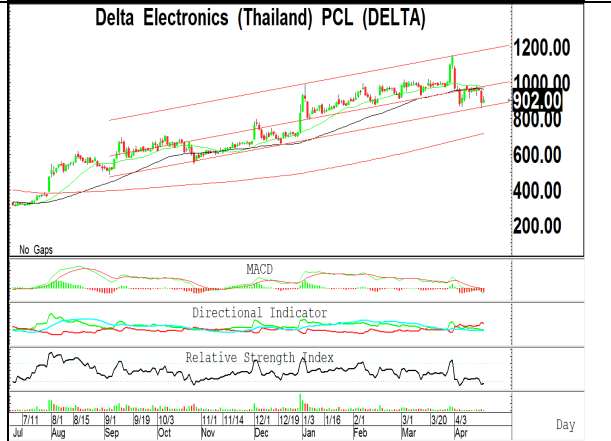 Delta Electronics (Thailand) PCL (DELTA)
1200.00
1000.00
902.00
800.00
600.00
400.00
200.00
No Gaps
MACD
Directional Indicator
Relative Strength Index
7/11 8/1 8/15 9/1 9/19 10/3 11/1 11/14 12/1 12/19 1/3 1/16 2/1 3/1 3/20 4/3
Jul Aug Sep Oct Nov Dec Jan Feb Mar Apr
Day